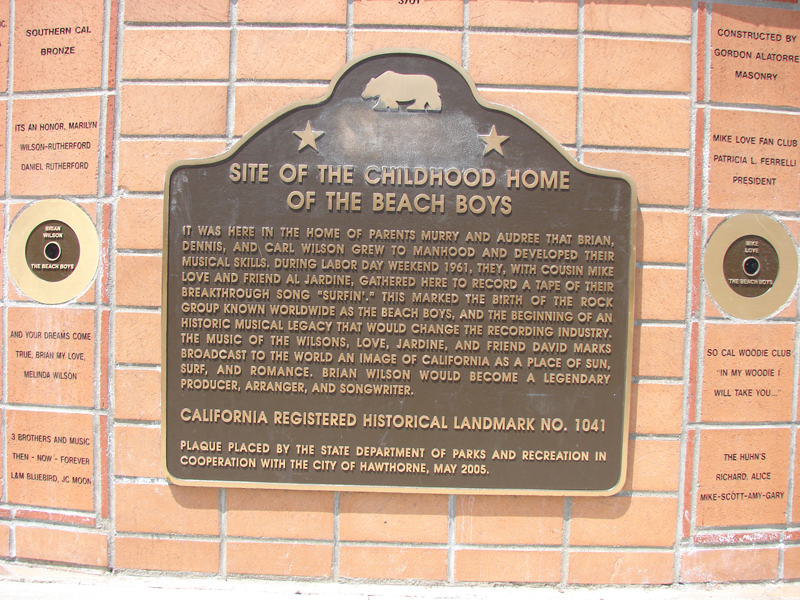 3701
SOUTHERN CAL
BRONZE
ITS AN HONOR, MARILYN
WILSON-RUTHERFORD
DANIEL RUTHERFORD
BRIAN
WILSON
THE BEACH BOYS
AND YOUR DREAMS COME
TRUE, BRIAN MY LOVE,
MELINDA WILSON
3 BROTHERS AND MUSIC
THEN - NOW - FOREVER
L&M BLUEBIRD, JC MOON
SITE OF THE CHILDHOOD HOME
OF THE BEACH BOYS
IT WAS HERE IN THE HOME OF PARENTS MURRY AND AUDREE THAT BRIAN,
DENNIS, AND CARL WILSON GREW TO MANHOOD AND DEVELOPED THEIR
MUSICAL SKILLS. DURING LABOR DAY WEEKEND 1961, THEY, WITH COUSIN MIKE
LOVE AND FRIEND AL JARDINE, GATHERED HERE TO RECORD A TAPE OF THEIR
BREAKTHROUGH SONG "SURFIN'." THIS MARKED THE BIRTH OF THE ROCK
GROUP KNOWN WORLDWIDE AS THE BEACH BOYS, AND THE BEGINNING OF AN
HISTORIC MUSICAL LEGACY THAT WOULD CHANGE THE RECORDING INDUSTRY.
THE MUSIC OF THE WILSONS, LOVE, JARDINE, AND FRIEND DAVID MARKS
BROADCAST TO THE WORLD AN IMAGE OF CALIFORNIA AS A PLACE OF SUN,
SURF, AND ROMANCE. BRIAN WILSON WOULD BECOME A LEGENDARY
PRODUCER, ARRANGER, AND SONGWRITER.
CALIFORNIA REGISTERED HISTORICAL LANDMARK NO. 1041
PLAQUE PLACED BY THE STATE DEPARTMENT OF PARKS AND RECREATION IN
COOPERATION WITH THE CITY OF HAWTHORNE, MAY 2005.
CONSTRUCTED BY
GORDON ALATORRE
MASONRY
MIKE LOVE FAN CLUB
PATRICIA L. FERRELLI
PRESIDENT
MIKE
LOVE
THE BEACH BOYS
SO CAL WOODIE CLUB
"IN MY WOODIE I
WILL TAKE YOU..."
THE HUHN'S
RICHARD, ALICE
MIKE-SCOTT-AMY-GARY